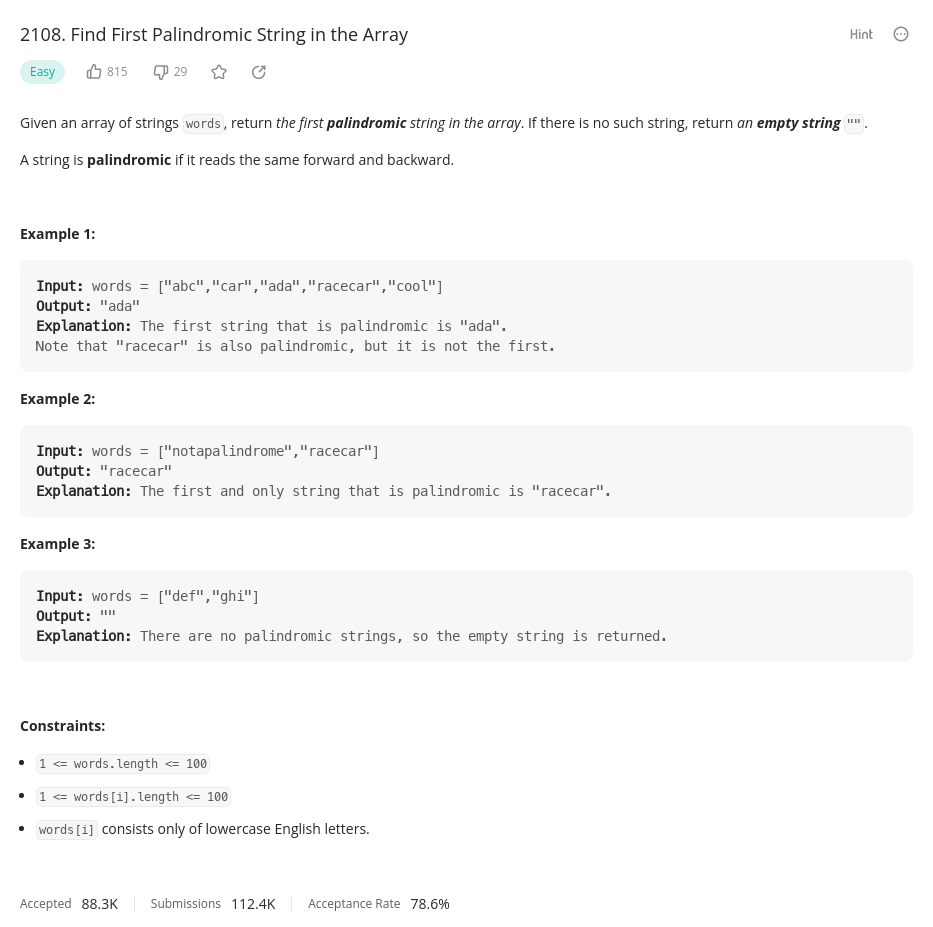 2108. Find First Palindromic String in the Array
Hint
Easy 815 29
Given an array of strings words, return the first palindromic string in the array. If there is no such string, return an empty string "".
A string is palindromic if it reads the same forward and backward.
Example 1:
Input: words = ["abc","car","ada","racecar","cool"]
Output: "ada"
Explanation: The first string that is palindromic is "ada".
Note that "racecar" is also palindromic, but it is not the first.
Example 2:
Input: words = ["notapalindrome","racecar"]
Output: "racecar"
Explanation: The first and only string that is palindromic is "racecar".
Example 3:
Input: words = ["def","ghi"]
Output: ""
Explanation: There are no palindromic strings, so the empty string is returned.
Constraints:
1 <= words.length <= 100
1 <= words[i].length <= 100
words[i] consists only of lowercase English letters.
Accepted 88.3K Submissions 112.4K Acceptance Rate 78.6%